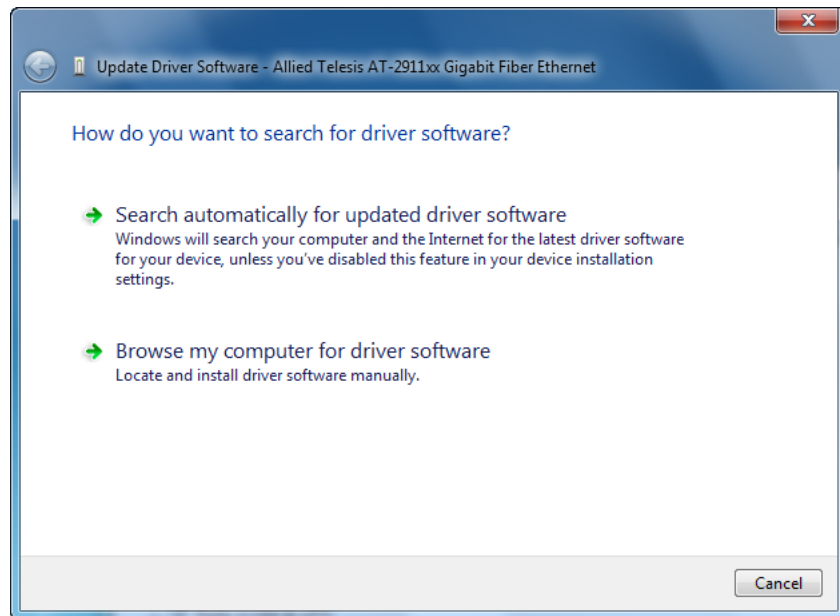 Update Driver Software - Allied Telesis AT-2911xx Gigabit Fiber Ethernet
How do you want to search for driver software?
Search automatically for updated driver software
Windows will search your computer and the Internet for the latest driver software
for your device, unless you've disabled this feature in your device installation
settings.
Browse my computer for driver software
Locate and install driver software manually.
Cancel